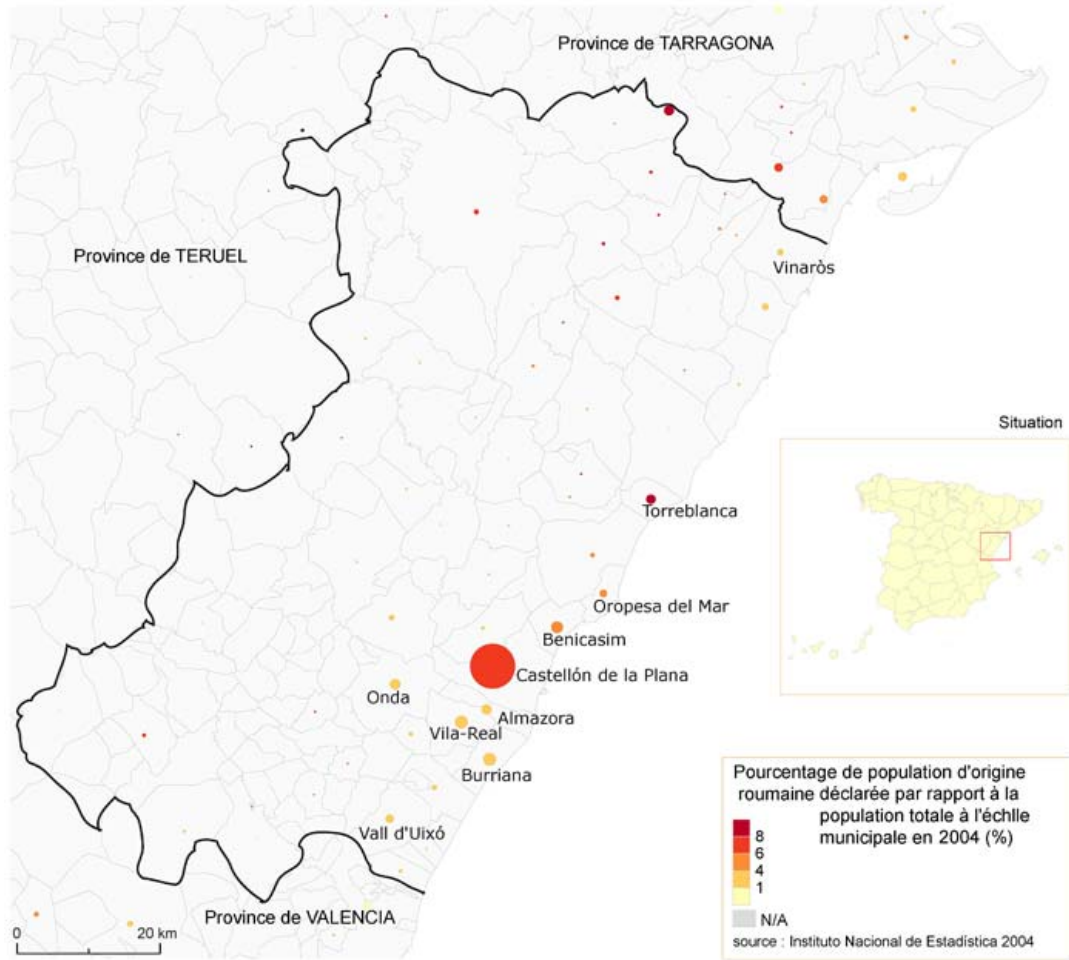 Province de TARRAGONA
Province de TERUEL
Vinaròs
Situation
Torreblanca
Oropesa del Mar
Benicasim
Castellón de la Plana
Onda
Almazora
Vila-Real
Burriana
Vall d'Uixó
Province de VALENCIA
0 20 km
Pourcentage de population d'origine
roumaine déclarée par rapport à la
population totale à l'échlle
municipale en 2004 (%)
8
6
4
1
N/A
source : Instituto Nacional de Estadística 2004